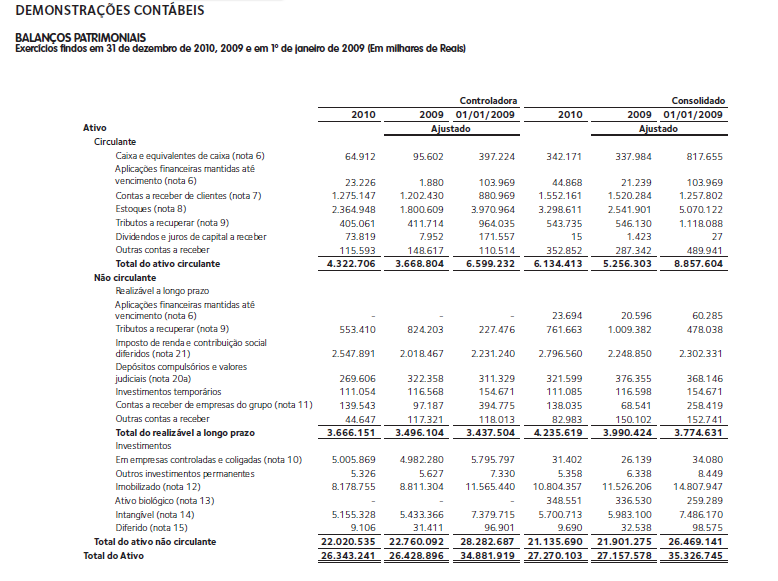 DEMONSTRAÇÕES CONTÁBEIS
BALANÇOS PATRIMONIAIS
Exercícios findos em 31 de dezembro de 2010, 2009 e em 1º de janeiro de 2009 (Em milhares de Reais)
Controladora Consolidado
2010 2009 01/01/2009 2010 2009 01/01/2009
Ativo Ajustado Ajustado
Circulante
Caixa e equivalentes de caixa (nota 6) 64.912 95.602 397.224 342.171 337.984 817.655
Aplicações financeiras mantidas até
vencimento (nota 6) 23.226 1.880 103.969 44.868 21.239 103.969
Contas a receber de clientes (nota 7) 1.275.147 1.202.430 880.969 1.552.161 1.520.284 1.257.802
Estoques (nota 8) 2.364.948 1.800.609 3.970.964 3.298.611 2.541.901 5.070.122
Tributos a recuperar (nota 9) 405.061 411.714 964.035 543.735 546.130 1.118.088
Dividendos e juros de capital a receber 73.819 7.952 171.557 15 1.423 27
Outras contas a receber 115.593 148.617 110.514 352.852 287.342 489.941
Total do ativo circulante 4.322.706 3.668.804 6.599.232 6.134.413 5.256.303 8.857.604
Não circulante
Realizável a longo prazo
Aplicações financeiras mantidas até
vencimento (nota 6) – – – 23.694 20.596 60.285
Tributos a recuperar (nota 9) 553.410 824.203 227.476 761.663 1.009.382 478.038
Imposto de renda e contribuição social
diferidos (nota 21) 2.547.891 2.018.467 2.231.240 2.796.560 2.248.850 2.302.331
Depósitos compulsórios e valores
judiciais (nota 20a) 269.606 322.358 311.329 321.599 376.355 368.146
Investimentos temporários 111.054 116.568 154.671 111.085 116.598 154.671
Contas a receber de empresas do grupo (nota 11) 139.543 97.187 394.775 138.035 68.541 258.419
Outras contas a receber 44.647 117.321 118.013 82.983 150.102 152.741
Total do realizável a longo prazo 3.666.151 3.496.104 3.437.504 4.235.619 3.990.424 3.774.631
Investimentos
Em empresas controladas e coligadas (nota 10) 5.005.869 4.982.280 5.795.797 31.402 26.139 34.080
Outros investimentos permanentes 5.326 5.627 7.330 5.358 6.338 8.449
Imobilizado (nota 12) 8.178.755 8.811.304 11.565.440 10.804.357 11.526.206 14.807.947
Ativo biológico (nota 13) – – – 348.551 336.530 259.289
Intangível (nota 14) 5.155.328 5.433.366 7.379.715 5.700.713 5.983.100 7.486.170
Diferido (nota 15) 9.106 31.411 96.901 9.690 32.538 98.575
Total do ativo não circulante 22.020.535 22.760.092 28.282.687 21.135.690 21.901.275 26.469.141
Total do Ativo 26.343.241 26.428.896 34.881.919 27.270.103 27.157.578 35.326.745